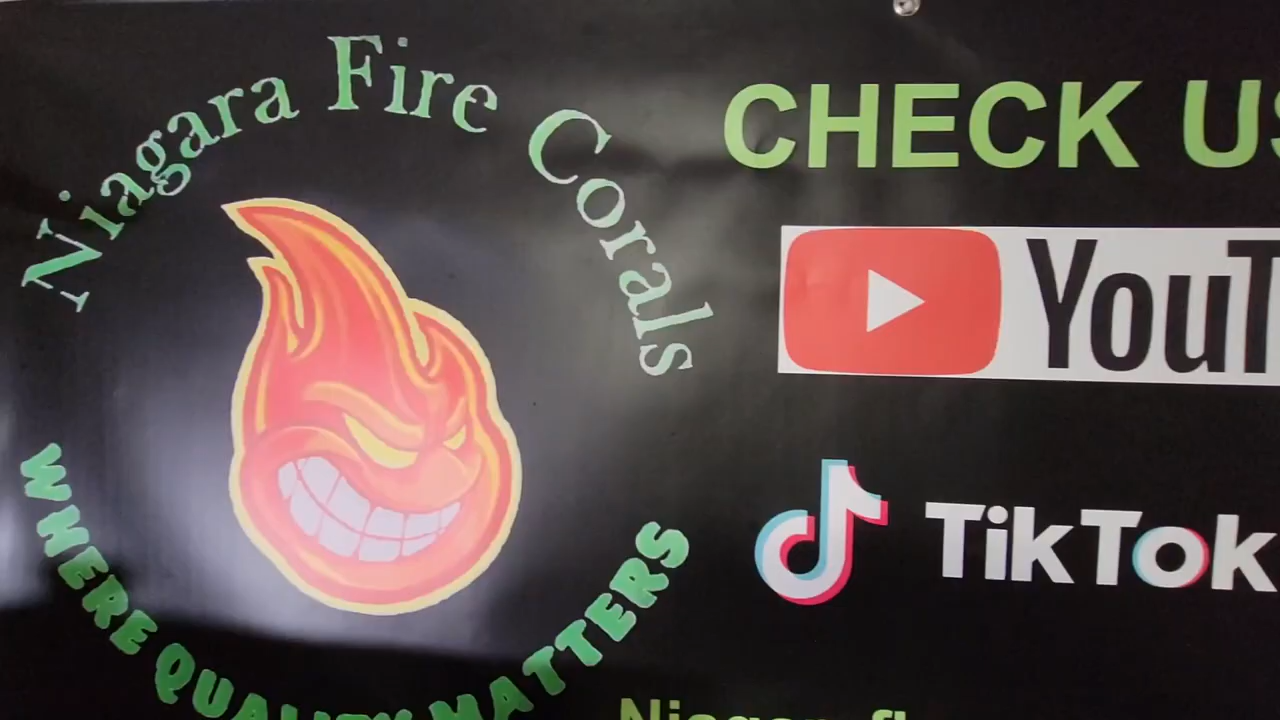 Niagara Fire Corals
WHERE QUALITY MATTERS
CHECK US
YouT
TikTok